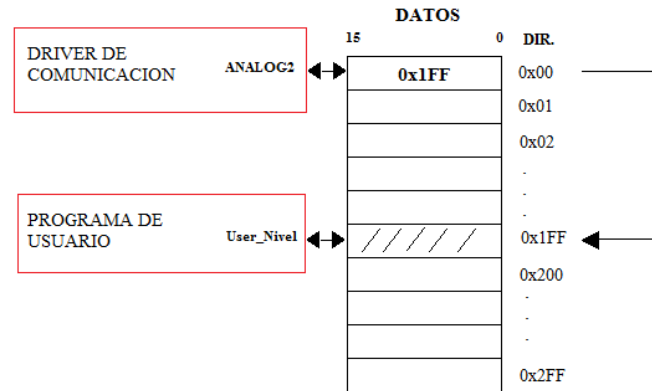 DATOS
15 0 DIR.
DRIVER DE
COMUNICACION
ANALOG2
0x1FF
0x00
0x01
0x02
.
.
.
PROGRAMA DE
USUARIO
User_Nivel
0x1FF
0x200
.
.
.
0x2FF